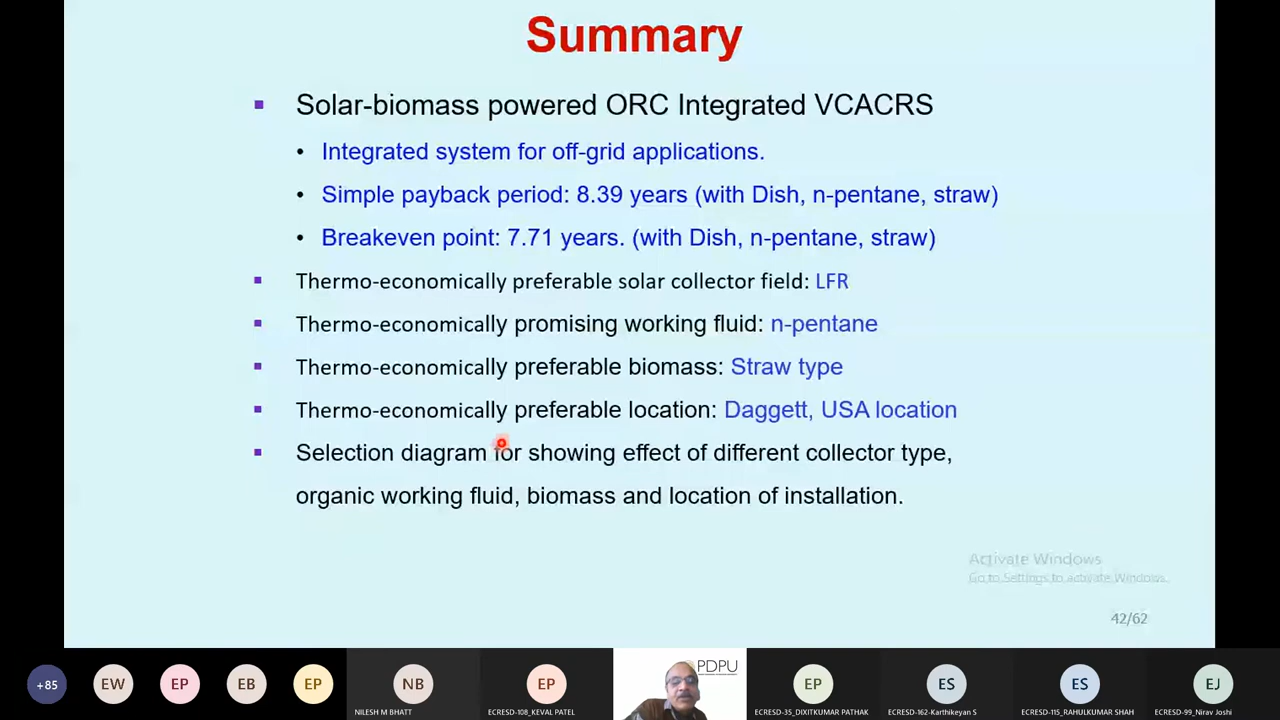 Summary
Solar-biomass powered ORC Integrated VCACRS
Integrated system for off-grid applications.
Simple payback period: 8.39 years (with Dish, n-pentane, straw)
Breakeven point: 7.71 years. (with Dish, n-pentane, straw)
Thermo-economically preferable solar collector field: LFR
Thermo-economically promising working fluid: n-pentane
Thermo-economically preferable biomass: Straw type
Thermo-economically preferable location: Daggett, USA location
Selection diagram for showing effect of different collector type,
organic working fluid, biomass and location of installation.
Activate Windows
Go to Settings to activate Windows.
42/62
+85
EW
EP
EB
EP
NB
EP
PDPU
EP
ES
ES
EJ
NILESH M BHATT
ECRESD-108_KEVAL PATEL
ECRESD-35_DIXITKUMAR PATHAK
ECRESD-162-Karthikeyan S
ECRESD-115_RAHULKUMAR SHAH
ECRESD-99_Nirav Joshi